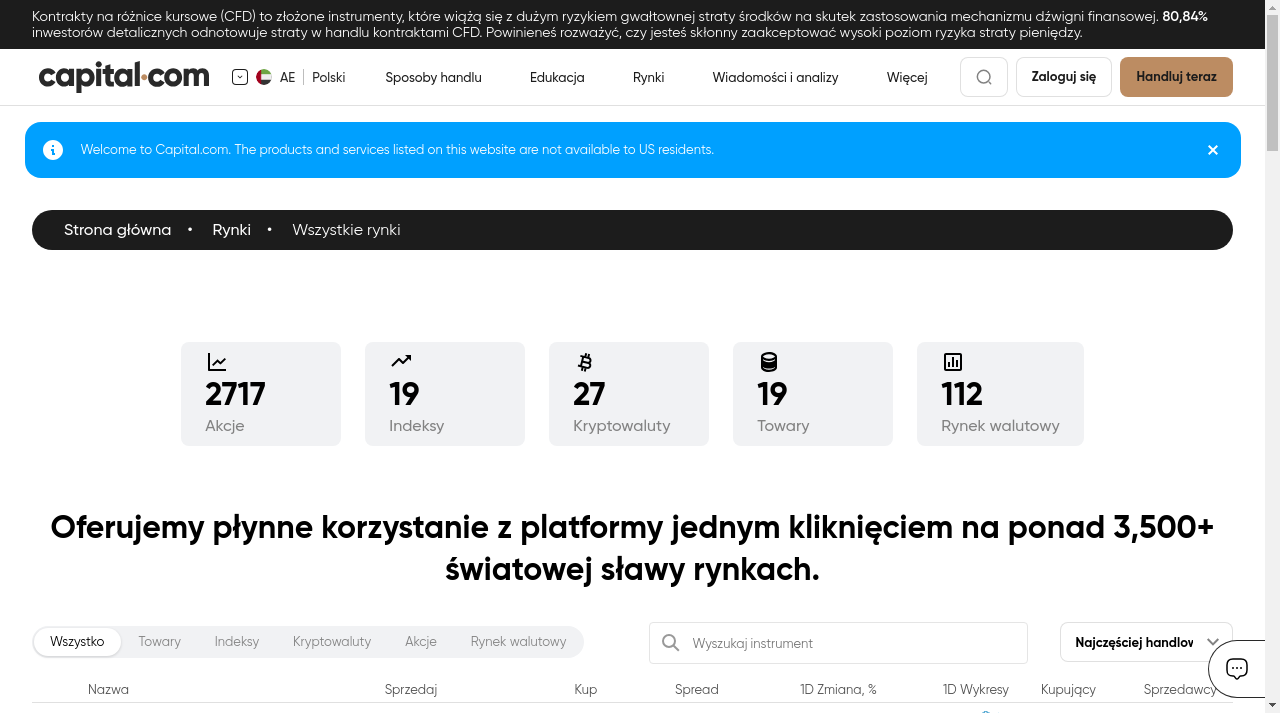 Kontrakty na różnice kursowe (CFD) to złożone instrumenty, które wiążą się z dużym ryzykiem gwałtownej straty środków na skutek zastosowania mechanizmu dźwigni finansowej. 80,84%
inwestorów detalicznych odnotowuje straty w handlu kontraktami CFD. Powinieneś rozważyć, czy jesteś skłonny zaakceptować wysoki poziom ryzyka straty pieniędzy.
capital.com AE Polski Sposoby handlu Edukacja Rynki Wiadomości i analizy Więcej Zaloguj się Handluj teraz
Welcome to Capital.com. The products and services listed on this website are not available to US residents.
Strona główna • Rynki • Wszystkie rynki
2717 19 27 19 112
Akcje Indeksy Kryptowaluty Towary Rynek walutowy
Oferujemy płynne korzystanie z platformy jednym kliknięciem na ponad 3,500+
światowej sławy rynkach.
Wszystko Towary Indeksy Kryptowaluty Akcje Rynek walutowy Wyszukaj instrument Najczęściej handlow
Nazwa Sprzedaj Kup Spread 1D Zmiana, % 1D Wykresy Kupujący Sprzedawcy